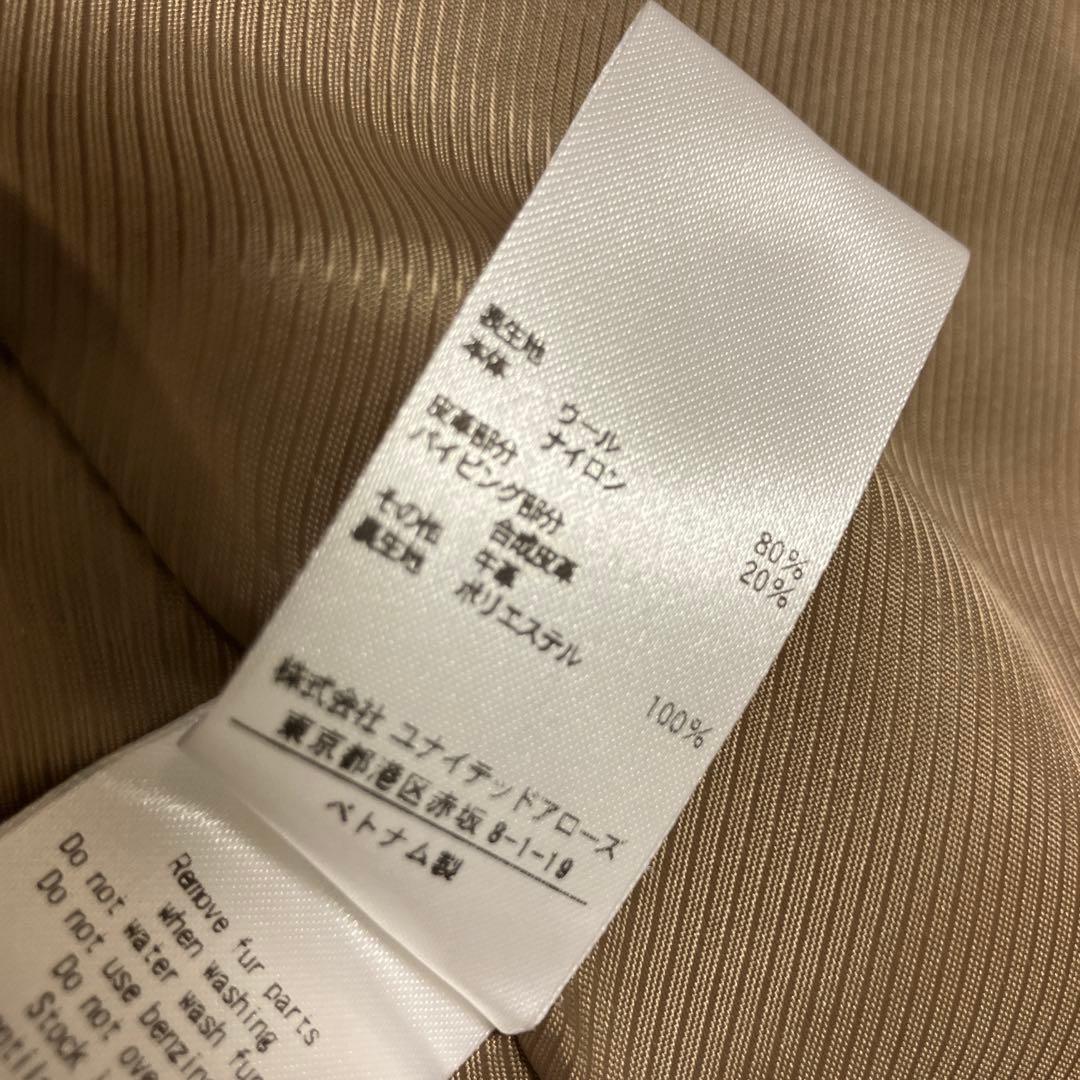 表生地
本体
ウール 80%
ナイロン 20%
皮革部分
パイピング部分
合成皮革
その他 牛革
裏生地 ポリエステル 100%
株式会社 ユナイテッドアローズ
東京都港区赤坂 8-1-19
ベトナム製
Remove fur parts
when washing
Do not water wash fur
Do not use
Do not
Stock